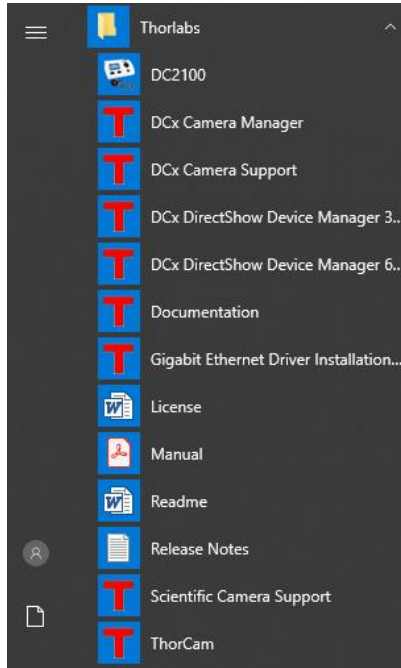 Thorlabs
DC2100
DCx Camera Manager
DCx Camera Support
DCx DirectShow Device Manager 3...
DCx DirectShow Device Manager 6...
Documentation
Gigabit Ethernet Driver Installation...
License
Manual
Readme
Release Notes
Scientific Camera Support
ThorCam